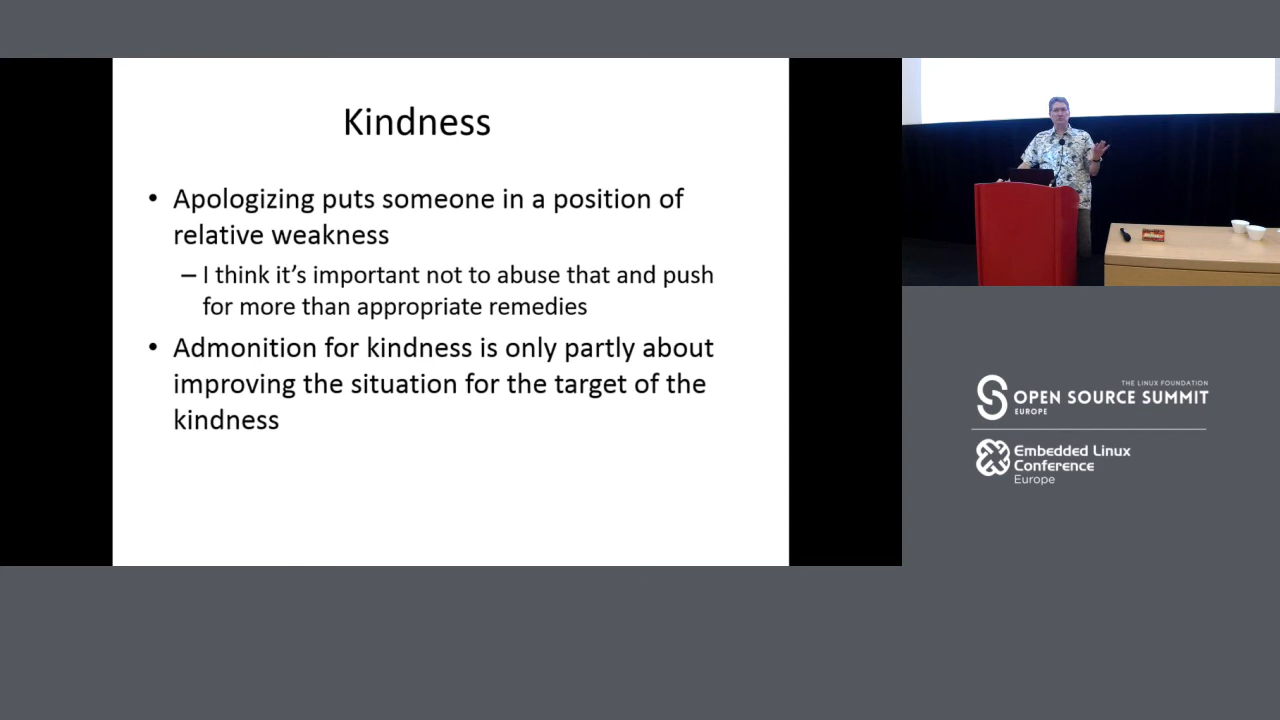 Kindness
• Apologizing puts someone in a position of
relative weakness
– I think it's important not to abuse that and push
for more than appropriate remedies
• Admonition for kindness is only partly about
improving the situation for the target of the
kindness
THE LINUX FOUNDATION
OPEN SOURCE SUMMIT
EUROPE
Embedded Linux
Conference
Europe